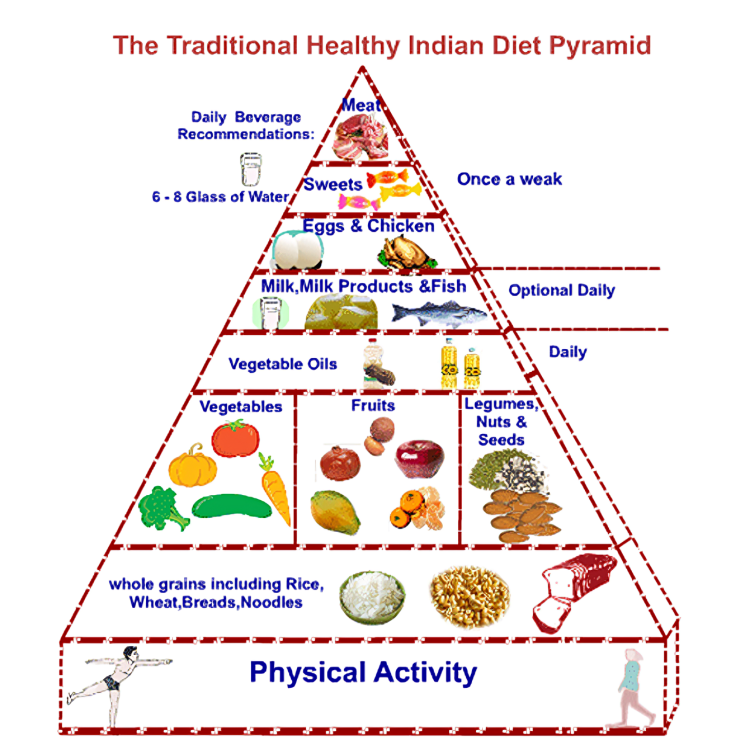 The Traditional Healthy Indian Diet Pyramid
Daily Beverage
Recommendations:
6 - 8 Glass of Water
Meat
Sweets
Once a weak
Eggs & Chicken
Milk,Milk Products &Fish
Optional Daily
Vegetable Oils
Daily
Vegetables
Fruits
Legumes,
Nuts &
Seeds
whole grains including Rice,
Wheat,Breads,Noodles
Physical Activity